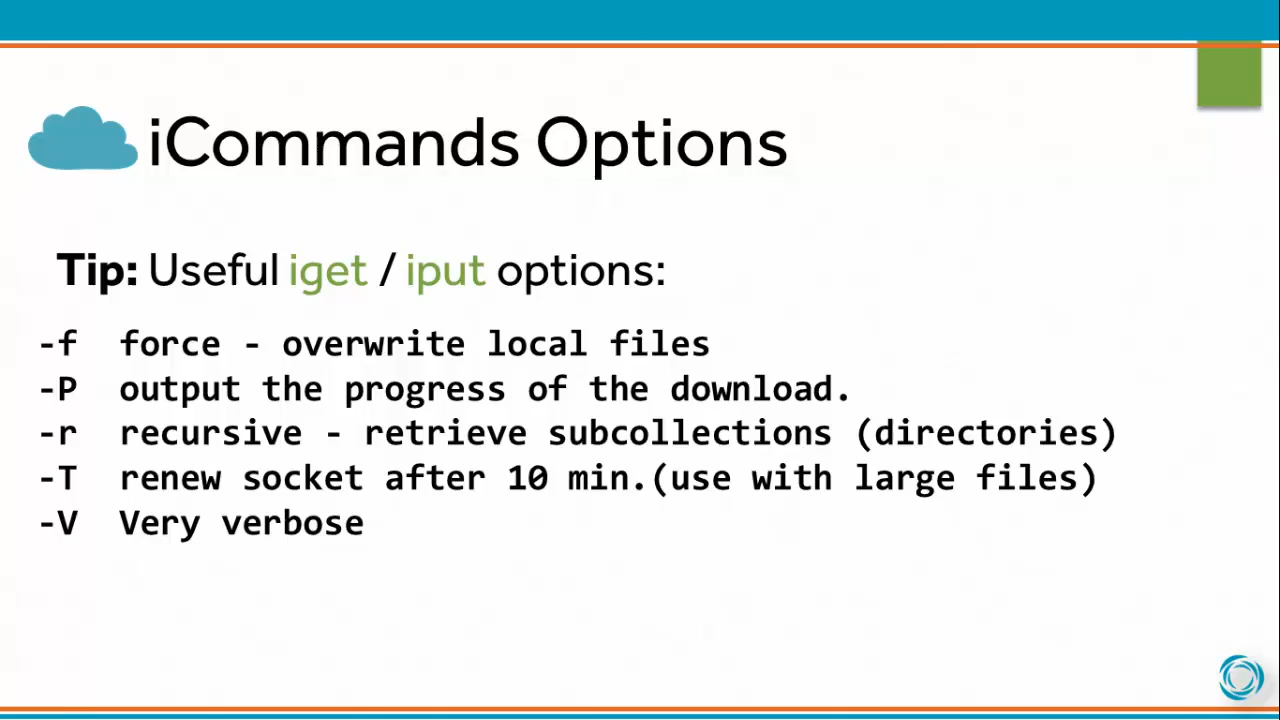 iCommands Options
Tip: Useful iget / iput options:
-f force - overwrite local files
-P output the progress of the download.
-r recursive - retrieve subcollections (directories)
-T renew socket after 10 min.(use with large files)
-V Very verbose